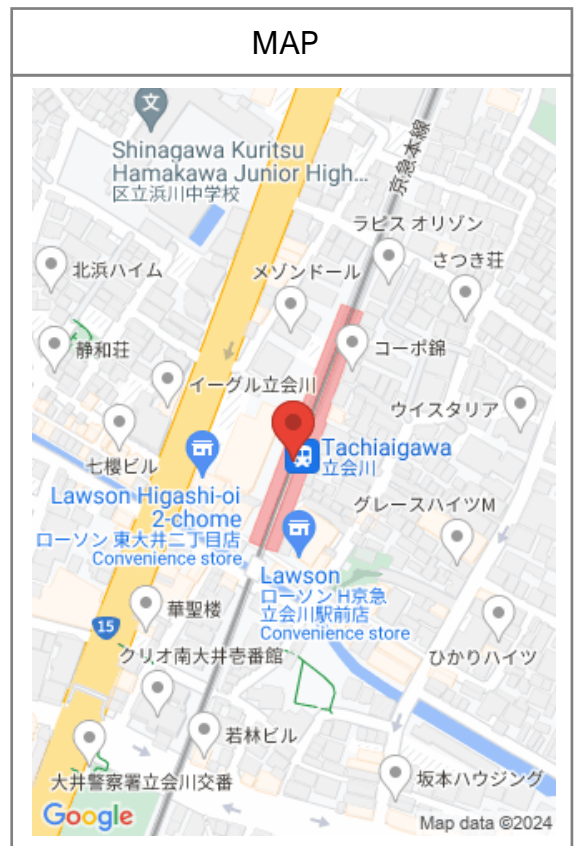 MAP
文
Shinagawa Kuritsu
Hamakawa Junior High...
区立浜川中学校
京急本線
ラピス オリゾン
さつき荘
北浜ハイム
メゾンドール
静和荘
コーポ錦
イーグル立会川
ウイスタリア
七櫻ビル
Tachiaigawa
立会川
Lawson Higashi-oi
2-chome
ローソン 東大井二丁目店
Convenience store
グレースハイツM
Lawson
ローソン H京急
立会川駅前店
Convenience store
華聖楼
15
クリオ南大井壱番館
ひかりハイツ
若林ビル
大井警察署立会川交番
坂本ハウジング
Google
Map data ©2024